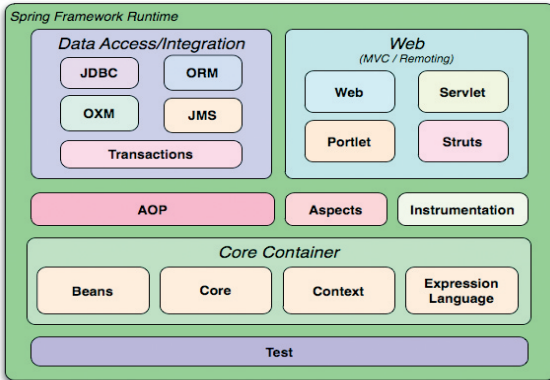 Spring Framework Runtime
Data Access/Integration
JDBC
ORM
OXM
JMS
Transactions
Web
(MVC / Remoting)
Web
Servlet
Portlet
Struts
AOP
Aspects
Instrumentation
Core Container
Beans
Core
Context
Expression
Language
Test